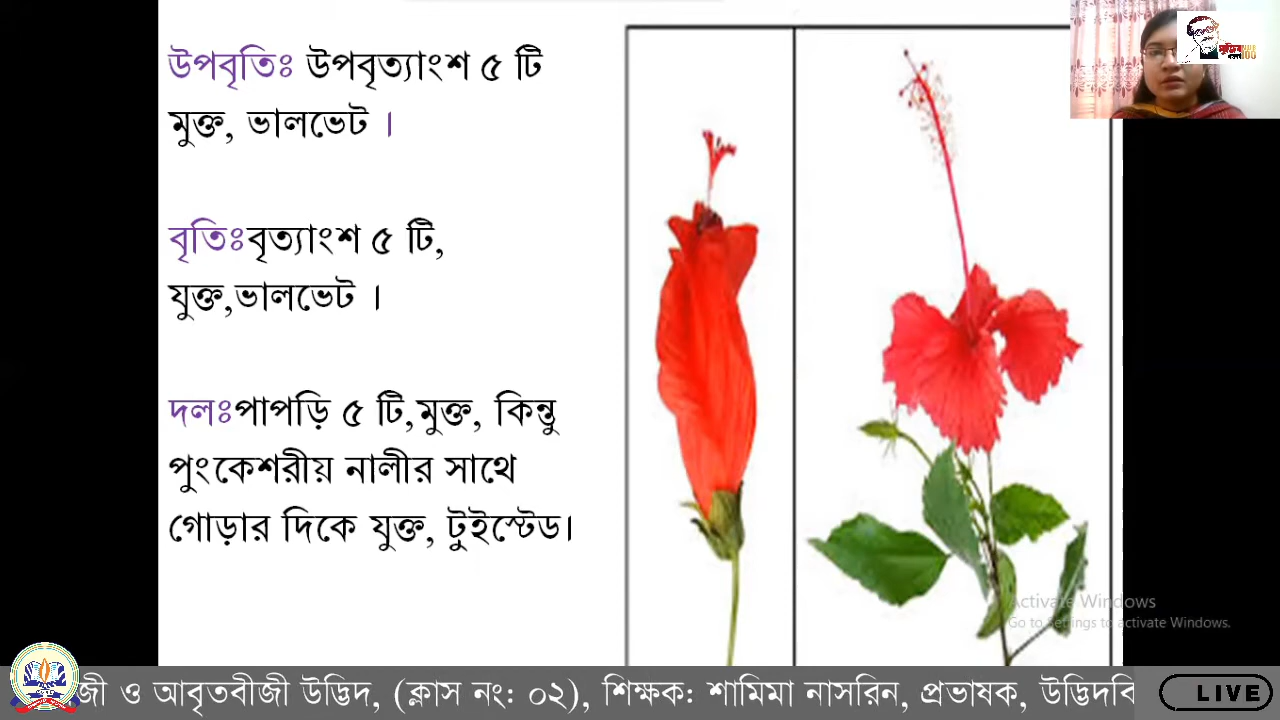 উপবৃতিঃ উপবৃত্যাংশ ৫ টি
মুক্ত, ভালভেট ।
বৃতিঃবৃত্যাংশ ৫ টি,
যুক্ত,ভালভেট ।
দলঃপাপড়ি ৫ টি,মুক্ত, কিন্তু
পুংকেশরীয় নালীর সাথে
গোড়ার দিকে যুক্ত, টুইস্টেড।
Activate Windows
Go to Settings to activate Windows.
জী ও আবৃতবীজী উদ্ভিদ, (ক্লাস নং: ০২), শিক্ষক: শামিমা নাসরিন, প্রভাষক, উদ্ভিদবি
LIVE